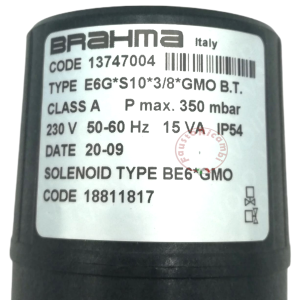 BRAHMA Italy
CODE 13747004
TYPE E6G*S10*3/8*GMO B.T.
CLASS A P max. 350 mbar
230 V 50-60 Hz 15 VA IP54
DATE 20-09
SOLENOID TYPE BE6*GMO
CODE 18811817